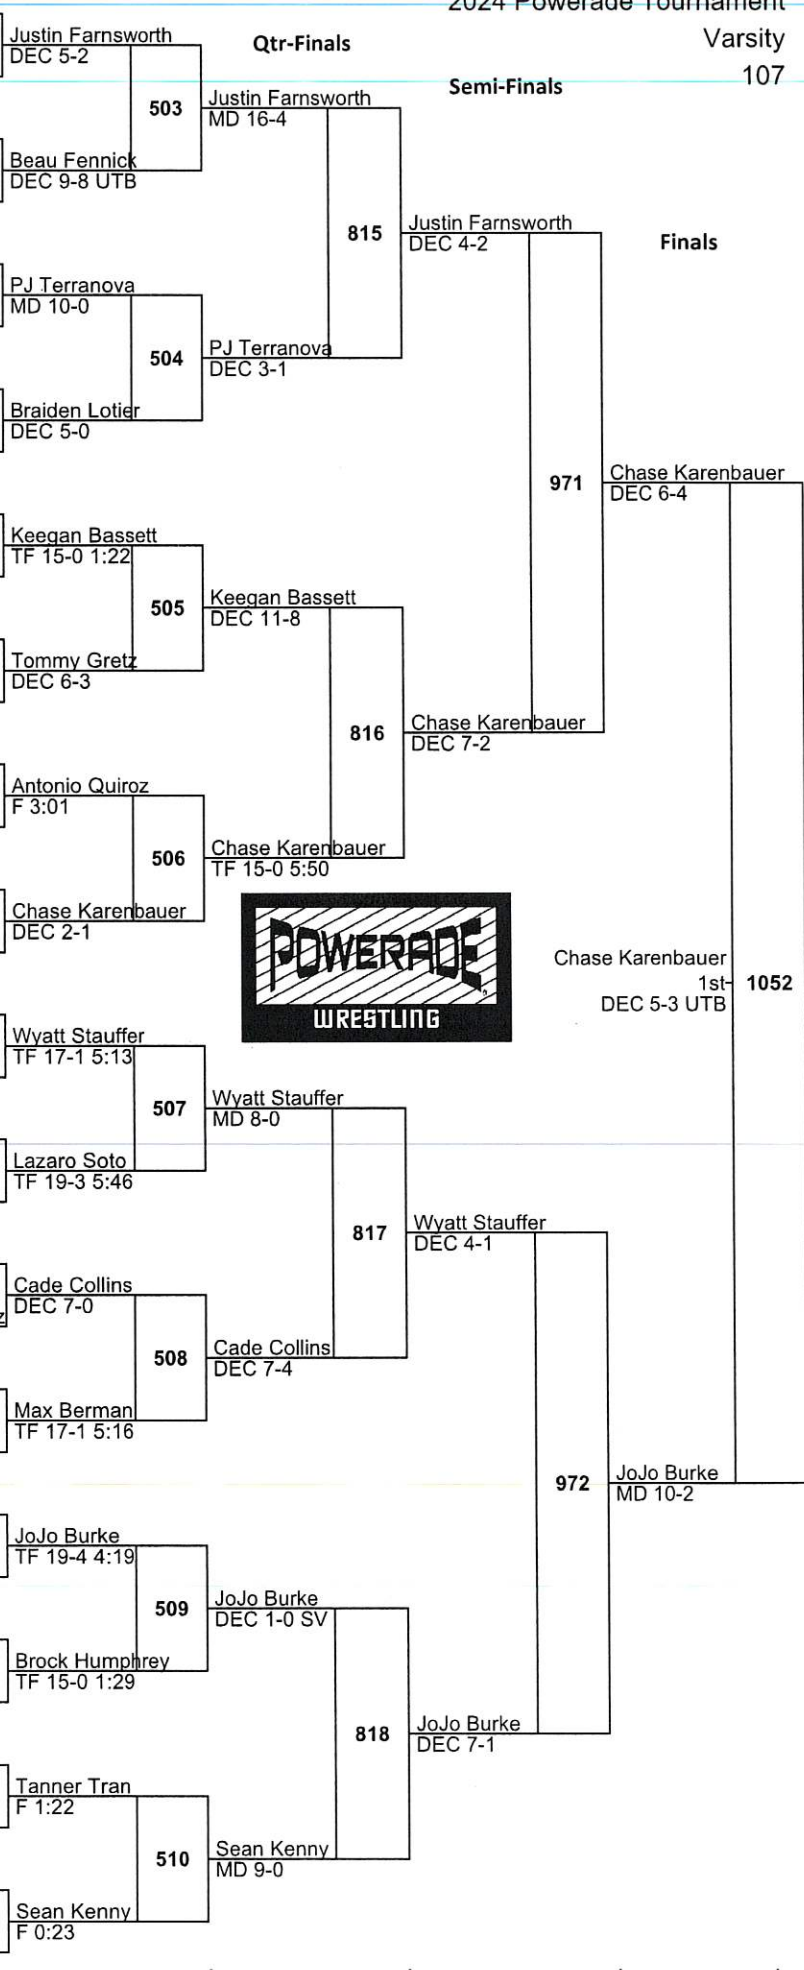 2024 Powerade Tournament
Varsity
107
Qtr-Finals
Semi-Finals
Finals
Justin Farnsworth
DEC 5-2
503
Justin Farnsworth
MD 16-4
Beau Fennick
DEC 9-8 UTB
815
Justin Farnsworth
DEC 4-2
PJ Terranova
MD 10-0
504
PJ Terranova
DEC 3-1
Braiden Lotier
DEC 5-0
971
Chase Karenbauer
DEC 6-4
Keegan Bassett
TF 15-0 1:22
505
Keegan Bassett
DEC 11-8
Tommy Gretz
DEC 6-3
816
Chase Karenbauer
DEC 7-2
Antonio Quiroz
F 3:01
506
Chase Karenbauer
TF 15-0 5:50
Chase Karenbauer
DEC 2-1
POWERADE
WRESTLING
Chase Karenbauer
1st
DEC 5-3 UTB
1052
Wyatt Stauffer
TF 17-1 5:13
507
Wyatt Stauffer
MD 8-0
Lazaro Soto
TF 19-3 5:46
817
Wyatt Stauffer
DEC 4-1
Cade Collins
DEC 7-0
508
Cade Collins
DEC 7-4
Max Berman
TF 17-1 5:16
972
JoJo Burke
MD 10-2
JoJo Burke
TF 19-4 4:19
509
JoJo Burke
DEC 1-0 SV
Brock Humphrey
TF 15-0 1:29
818
JoJo Burke
DEC 7-1
Tanner Tran
F 1:22
510
Sean Kenny
MD 9-0
Sean Kenny
F 0:23